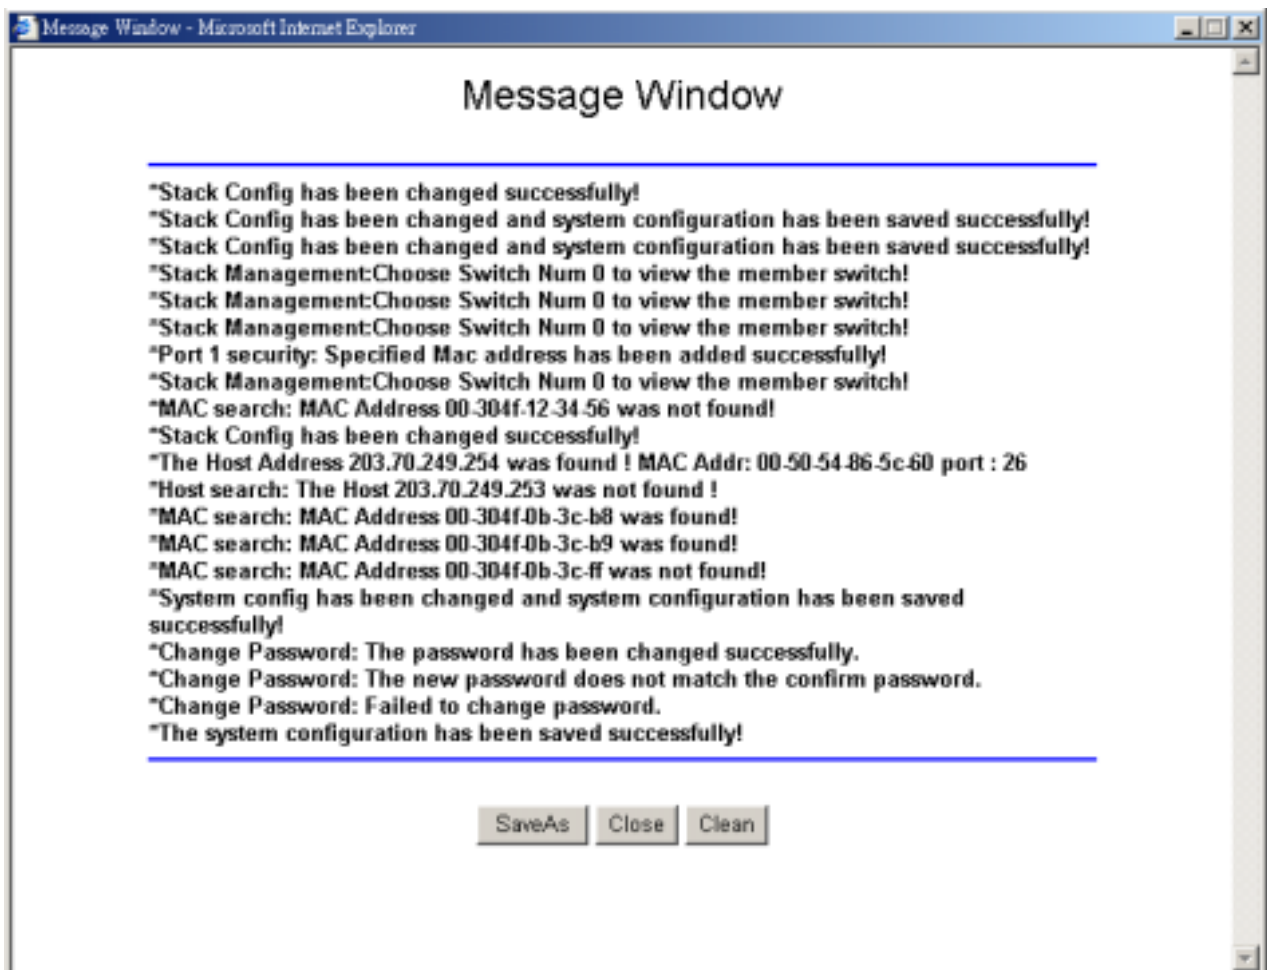 Message Window - Microsoft Internet Explorer
Message Window
*Stack Config has been changed successfully!
*Stack Config has been changed and system configuration has been saved successfully!
*Stack Config has been changed and system configuration has been saved successfully!
*Stack Management:Choose Switch Num 0 to view the member switch!
*Stack Management:Choose Switch Num 0 to view the member switch!
*Stack Management:Choose Switch Num 0 to view the member switch!
*Port 1 security: Specified Mac address has been added successfully!
*Stack Management:Choose Switch Num 0 to view the member switch!
*MAC search: MAC Address 00-304f-12-34-56 was not found!
*Stack Config has been changed successfully!
*The Host Address 203.70.249.254 was found ! MAC Addr: 00-50-54-86-5c-60 port : 26
*Host search: The Host 203.70.249.253 was not found !
*MAC search: MAC Address 00-304f-0b-3c-b8 was found!
*MAC search: MAC Address 00-304f-0b-3c-b9 was found!
*MAC search: MAC Address 00-304f-0b-3c-ff was not found!
*System config has been changed and system configuration has been saved
successfully!
*Change Password: The password has been changed successfully.
*Change Password: The new password does not match the confirm password.
*Change Password: Failed to change password.
*The system configuration has been saved successfully!
SaveAs Close Clean